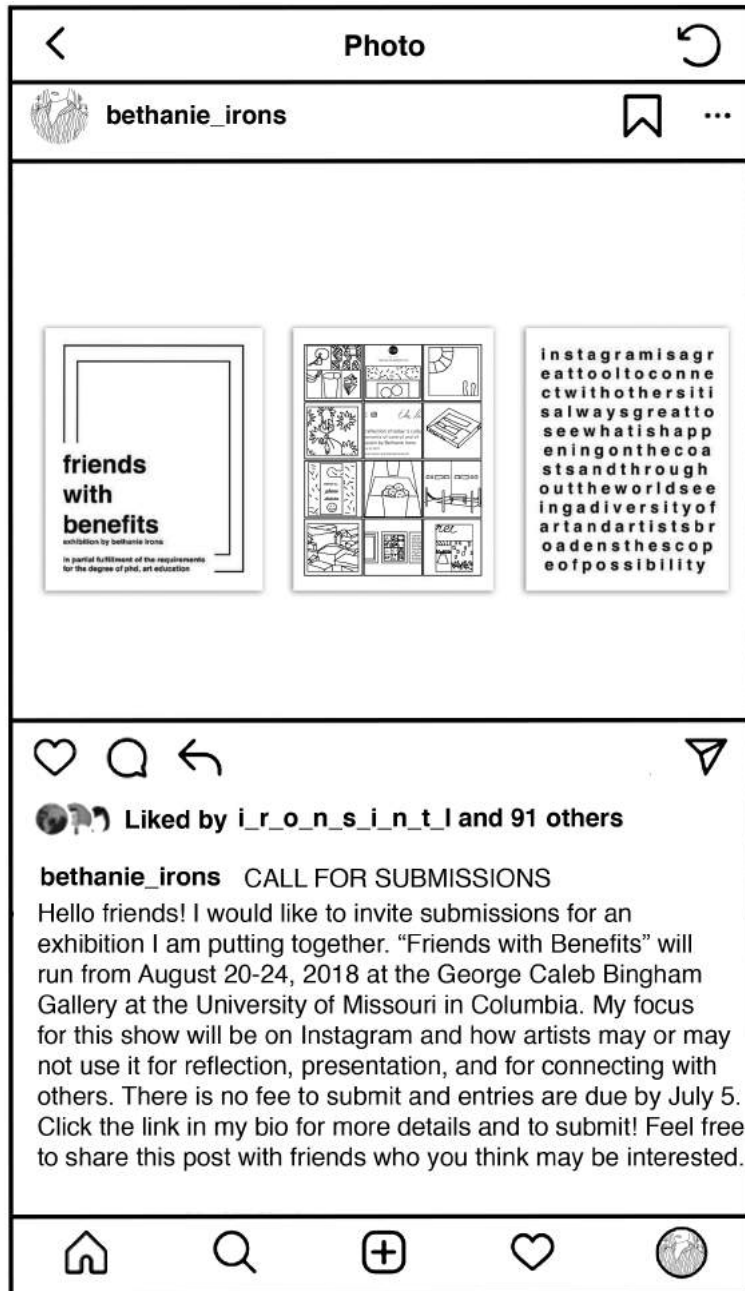 Photo
bethanie_irons
friends
with
benefits
exhibition by bethanie irons
in partial fulfillment of the requirements
for the degree of phd, art education
instagramisagr
eattooltoconne
ctwithothersiti
salwaysgreatto
seewhatishapp
eningonthecoa
stsandthrough
outtheworldsee
ingadiversityof
artandartistsbr
oadensthescop
eofpossibility
Liked by i_r_o_n_s_i_n_t_l and 91 others
bethanie_irons CALL FOR SUBMISSIONS
Hello friends! I would like to invite submissions for an
exhibition I am putting together. “Friends with Benefits” will
run from August 20-24, 2018 at the George Caleb Bingham
Gallery at the University of Missouri in Columbia. My focus
for this show will be on Instagram and how artists may or may
not use it for reflection, presentation, and for connecting with
others. There is no fee to submit and entries are due by July 5.
Click the link in my bio for more details and to submit! Feel free
to share this post with friends who you think may be interested.